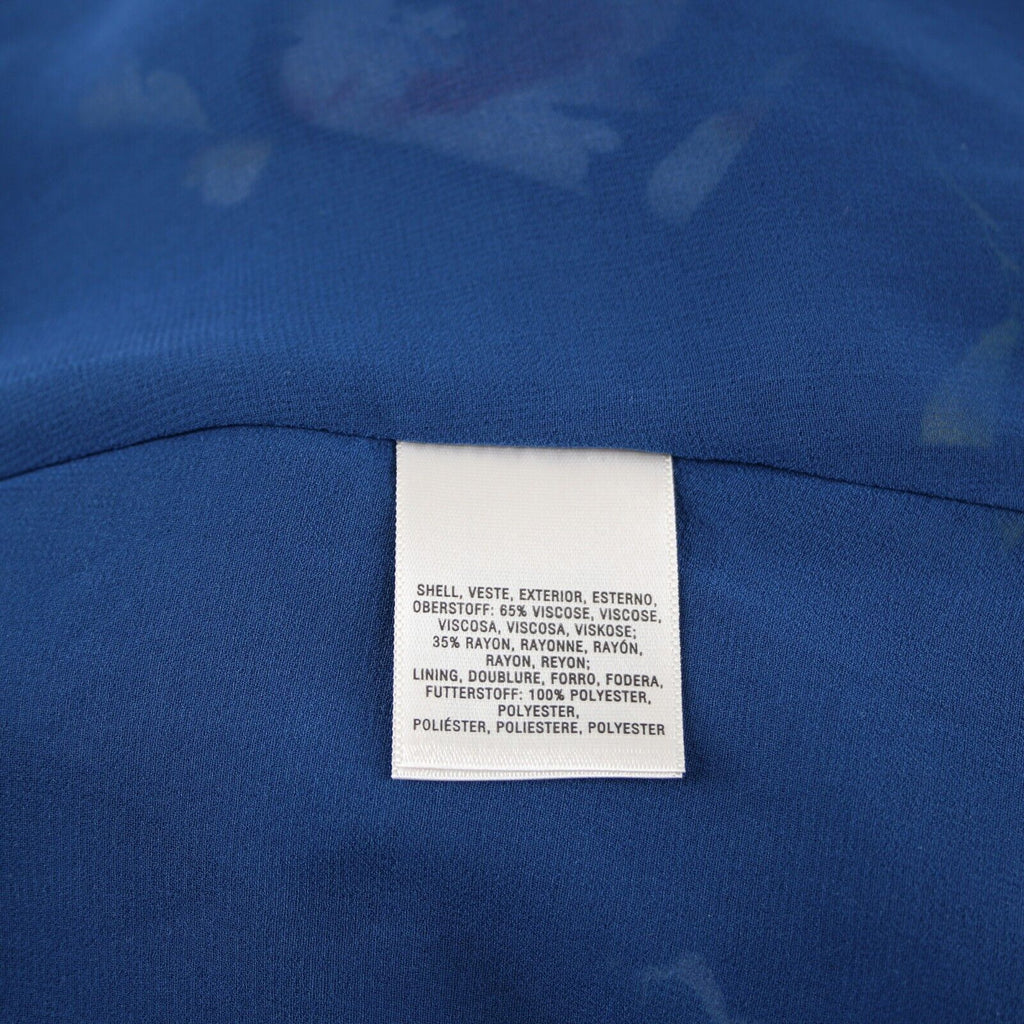 SHELL, VESTE, EXTERIOR, ESTERNO,
OBERSTOFF: 65% VISCOSE, VISCOSE,
VISCOSA, VISCOSA, VISKOSE;
35% RAYON, RAYONNE, RAYÓN,
RAYON, REYON;
LINING, DOUBLURE, FORRO, FODERA,
FUTTERSTOFF: 100% POLYESTER,
POLYESTER,
POLIÉSTER, POLIESTERE, POLYESTER